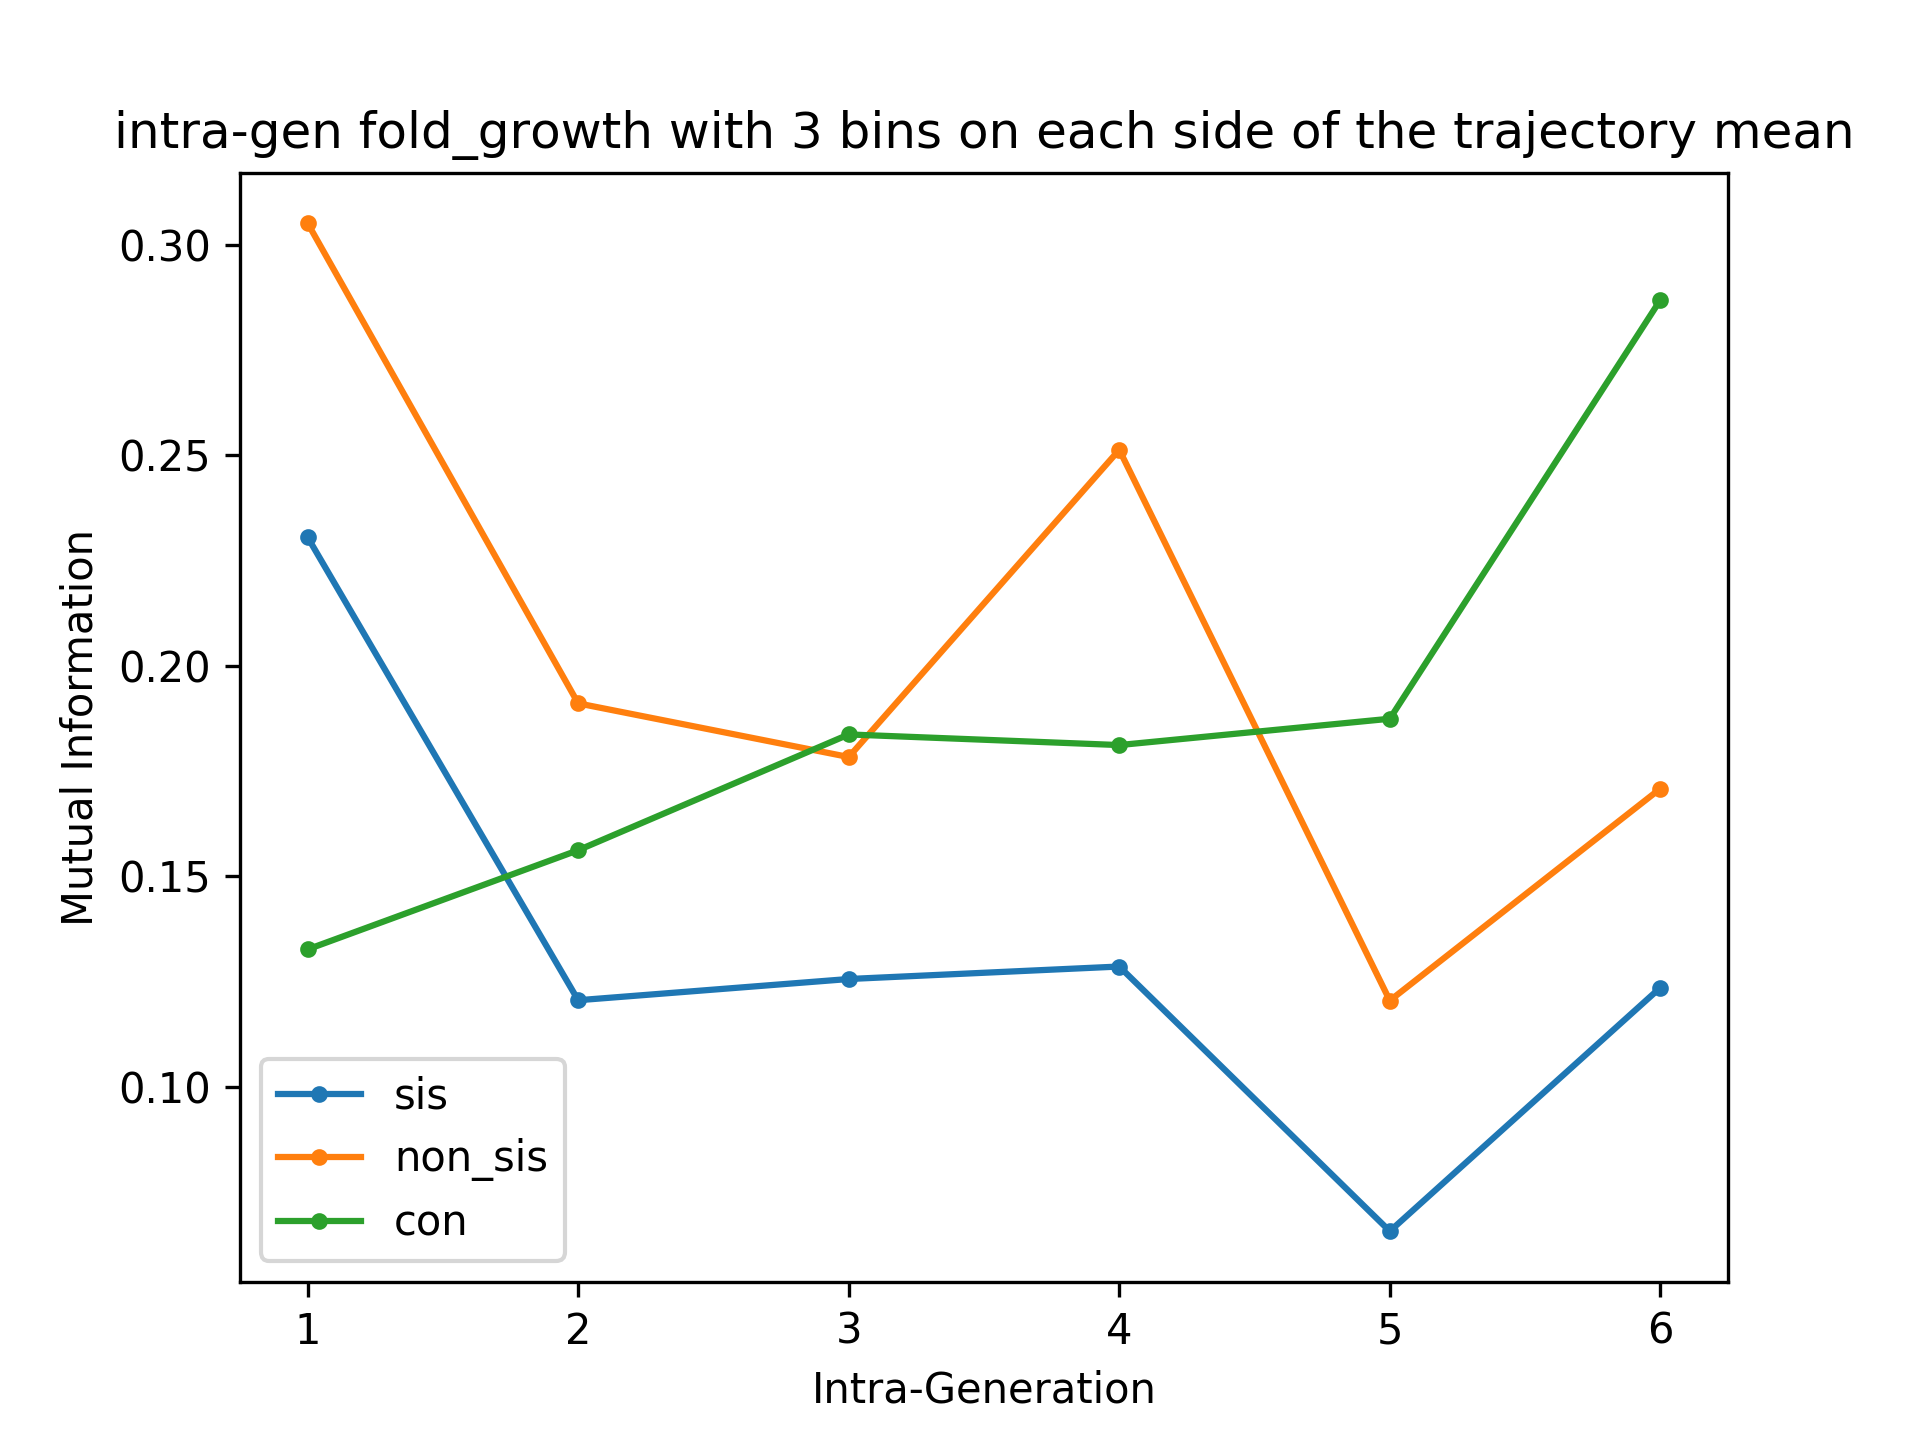 intra-gen fold_growth with 3 bins on each side of the trajectory mean
Mutual Information
0.30
0.25
0.20
0.15
0.10
sis
non_sis
con
1 2 3 4 5 6
Intra-Generation